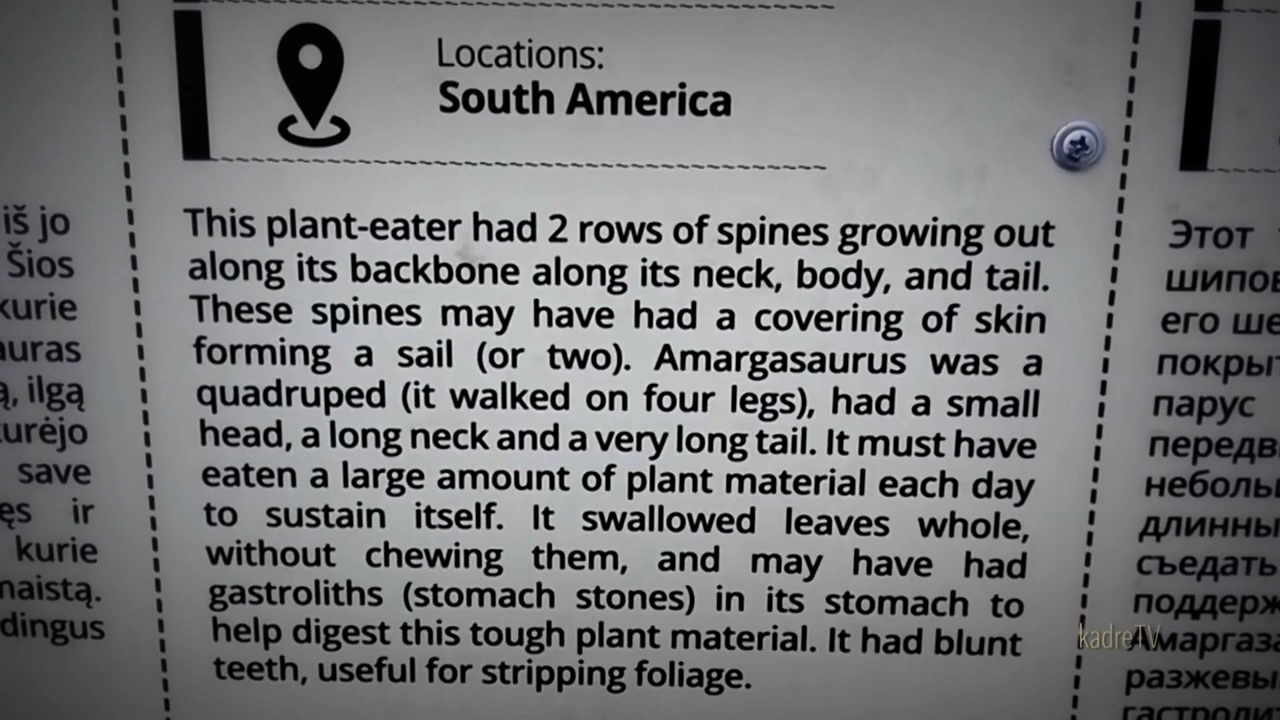 Locations:
South America
This plant-eater had 2 rows of spines growing out
along its backbone along its neck, body, and tail.
These spines may have had a covering of skin
forming a sail (or two). Amargasaurus was a
quadruped (it walked on four legs), had a small
head, a long neck and a very long tail. It must have
eaten a large amount of plant material each day
to sustain itself. It swallowed leaves whole,
without chewing them, and may have had
gastroliths (stomach stones) in its stomach to
help digest this tough plant material. It had blunt
teeth, useful for stripping foliage.
iš jo
Šios
kurie
auras
ą, ilgą
turėjo
save
ęs ir
kurie
maistą.
dingus
Этот
шипов
его ше
покрыт
парус
передв
неболь
длинны
съедать
поддерж
Амаргаза
разжевы
гастролит
kadreTV